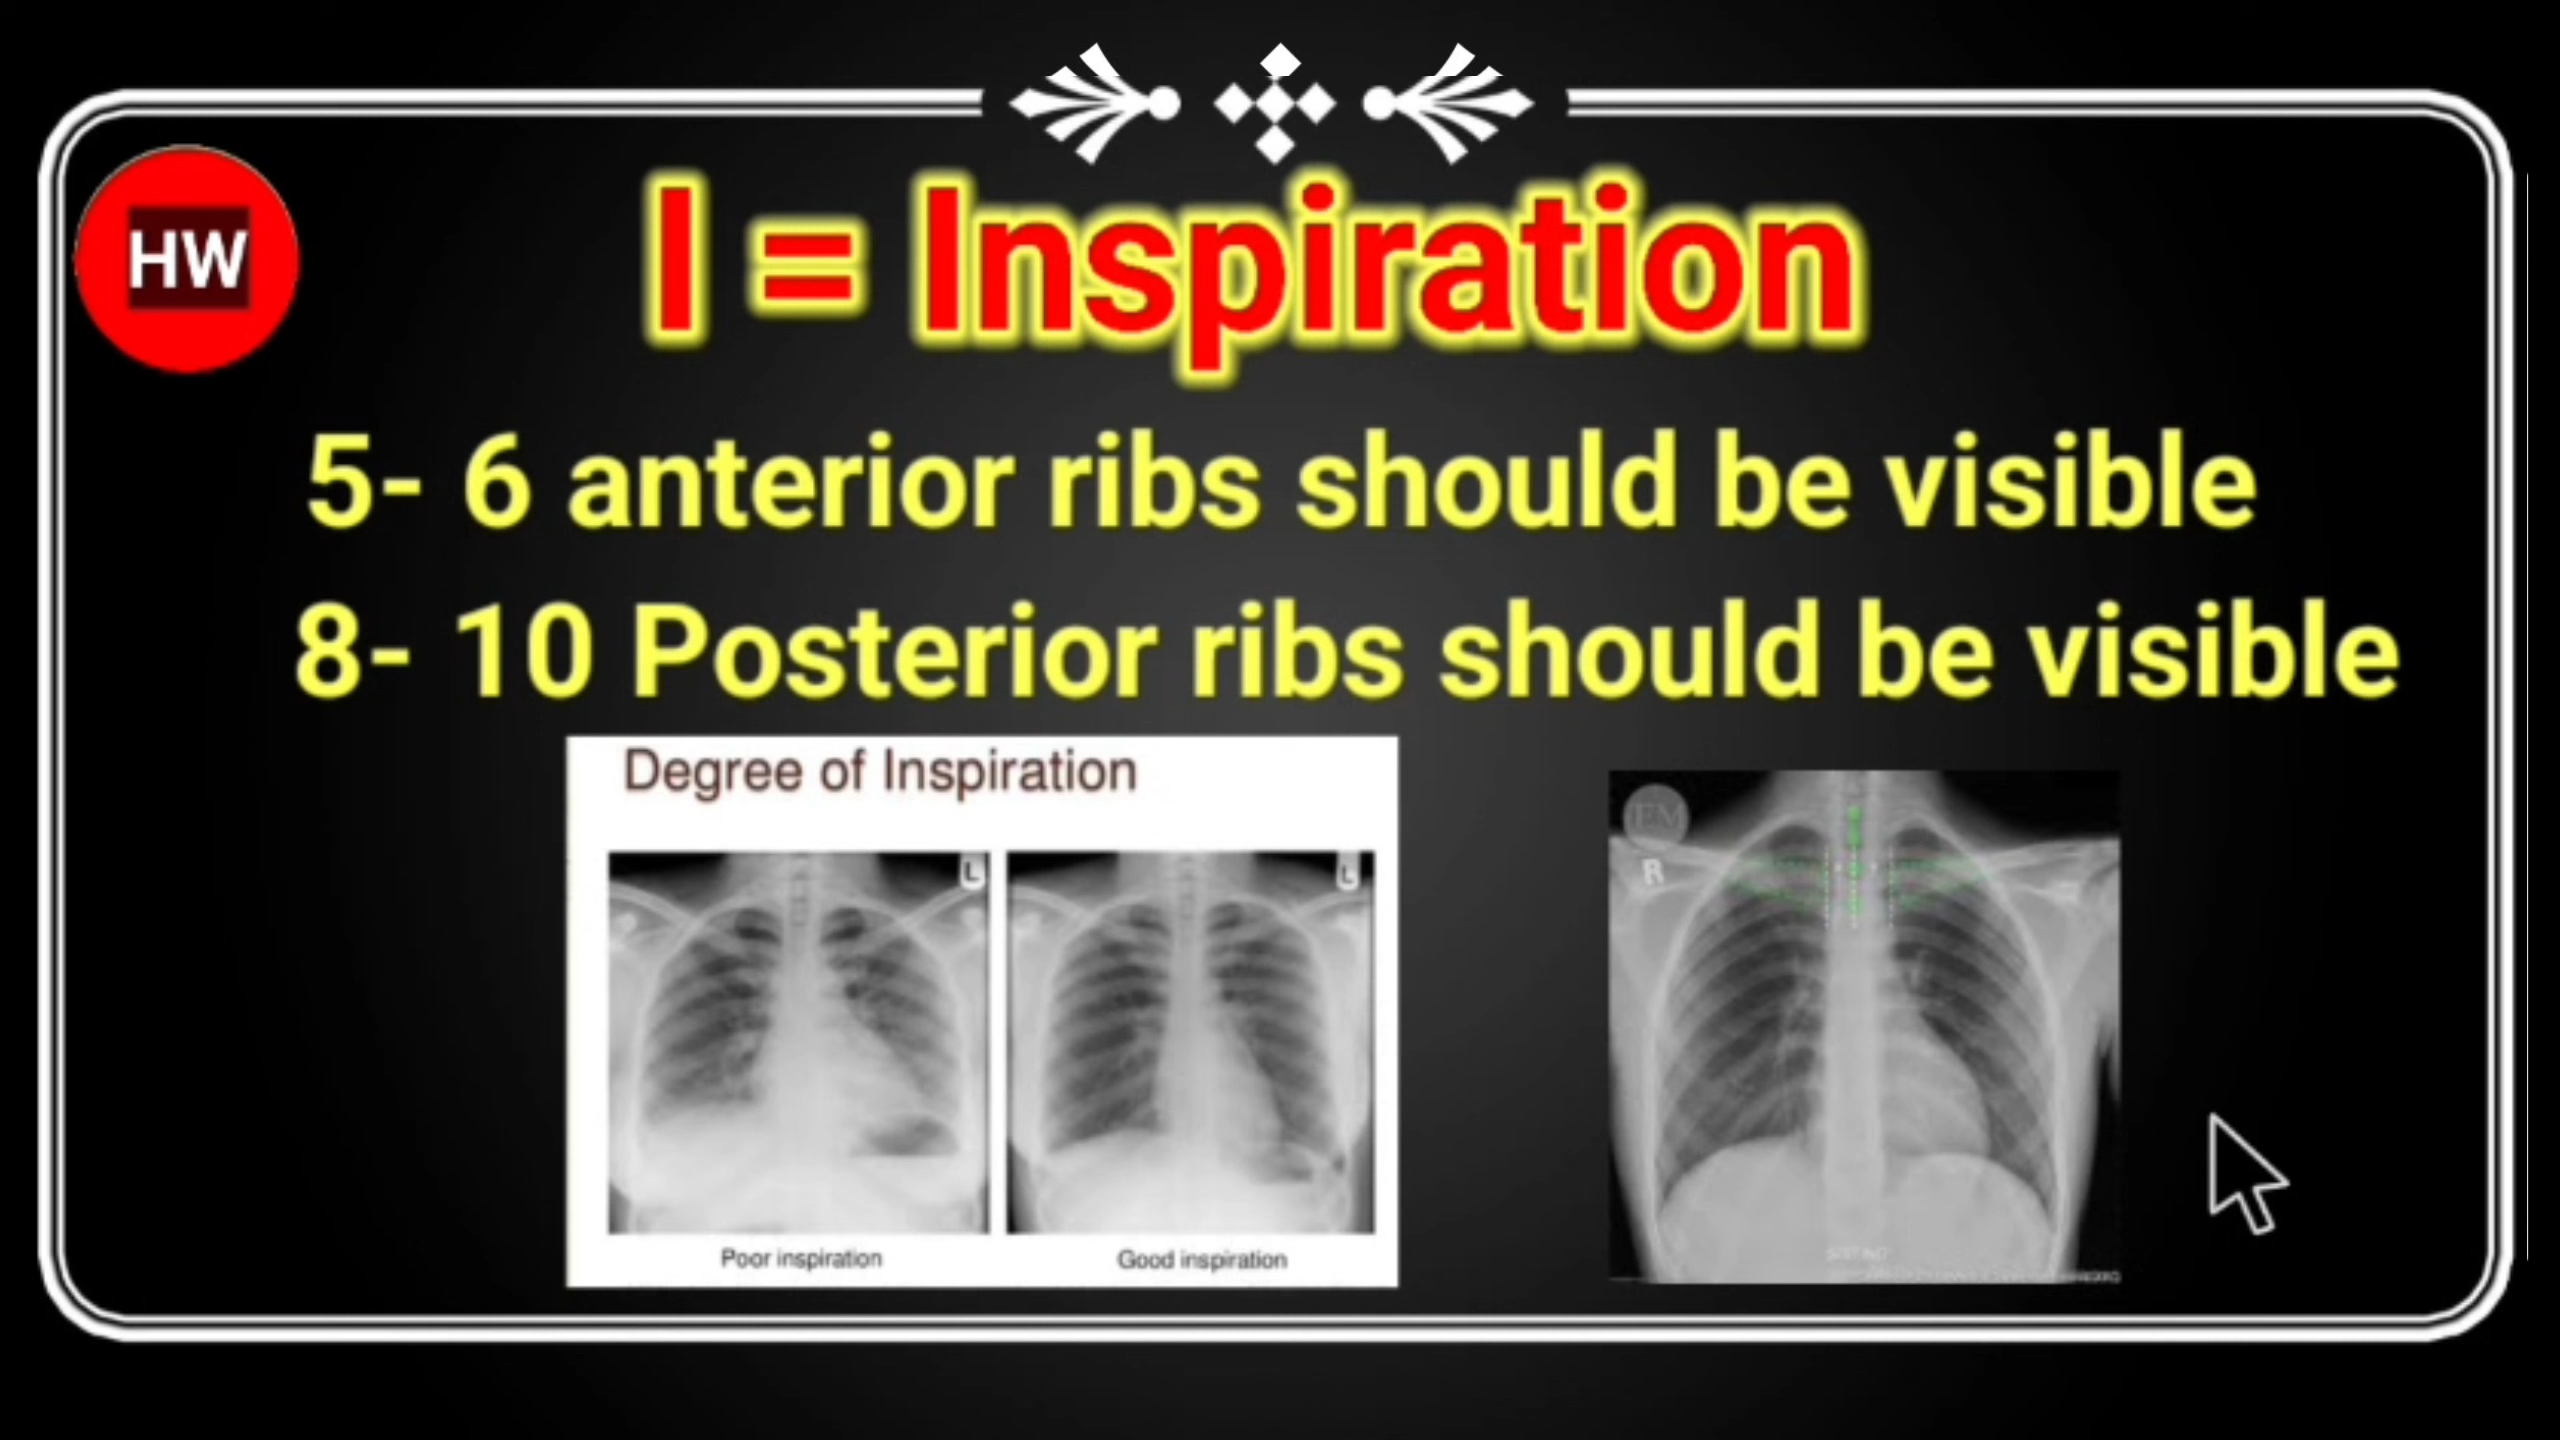 HW
I = Inspiration
5- 6 anterior ribs should be visible
8- 10 Posterior ribs should be visible
Degree of Inspiration
L
L
Poor inspiration
Good inspiration
EM
R